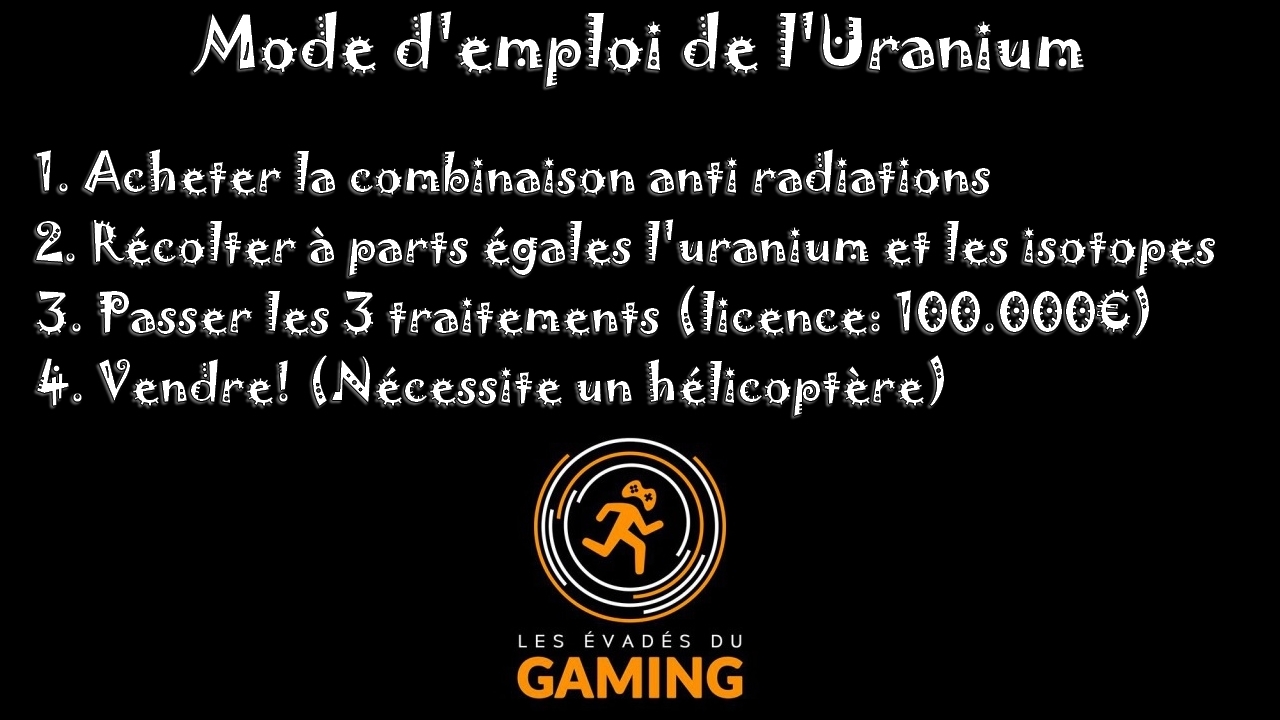 Mode d'emploi de l'Uranium
1. Acheter la combinaison anti radiations
2. Récolter à parts égales l'uranium et les isotopes
3. Passer les 3 traitements (licence: 100.000€)
4. Vendre! (Nécessite un hélicoptère)
LES ÉVADÉS DU
GAMING